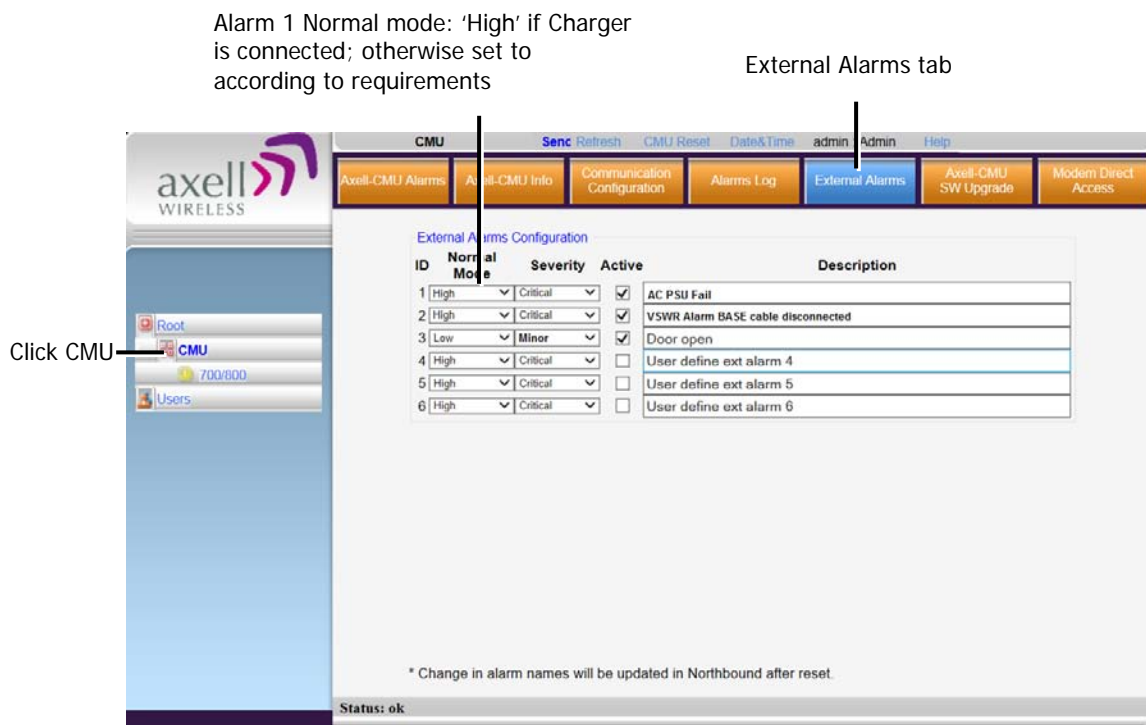 Alarm 1 Normal mode: ‘High’ if Charger
is connected; otherwise set to
according to requirements
External Alarms tab
axell
WIRELESS
CMU Senc Refresh CMU Reset Date&Time admin Admin Help
Axell-CMU Alarms Axell-CMU Info Communication Configuration Alarms Log External Alarms Axell-CMU SW Upgrade Modem Direct Access
External Alarms Configuration
ID Normal Mode Severity Active Description
1 High Critical AC PSU Fail
2 High Critical VSWR Alarm BASE cable disconnected
3 Low Minor Door open
4 High Critical User define ext alarm 4
5 High Critical User define ext alarm 5
6 High Critical User define ext alarm 6
Click CMU
Root
CMU
700/800
Users
* Change in alarm names will be updated in Northbound after reset.
Status: ok